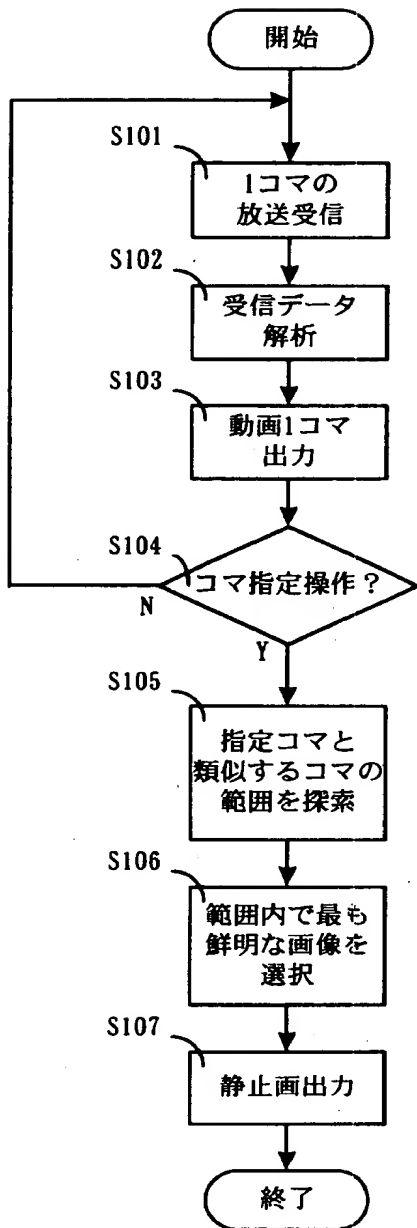 開始
S101
1コマの
放送受信
S102
受信データ
解析
S103
動画1コマ
出力
S104
コマ指定操作？
N
Y
S105
指定コマと
類似するコマの
範囲を探索
S106
範囲内で最も
鮮明な画像を
選択
S107
静止画出力
終了